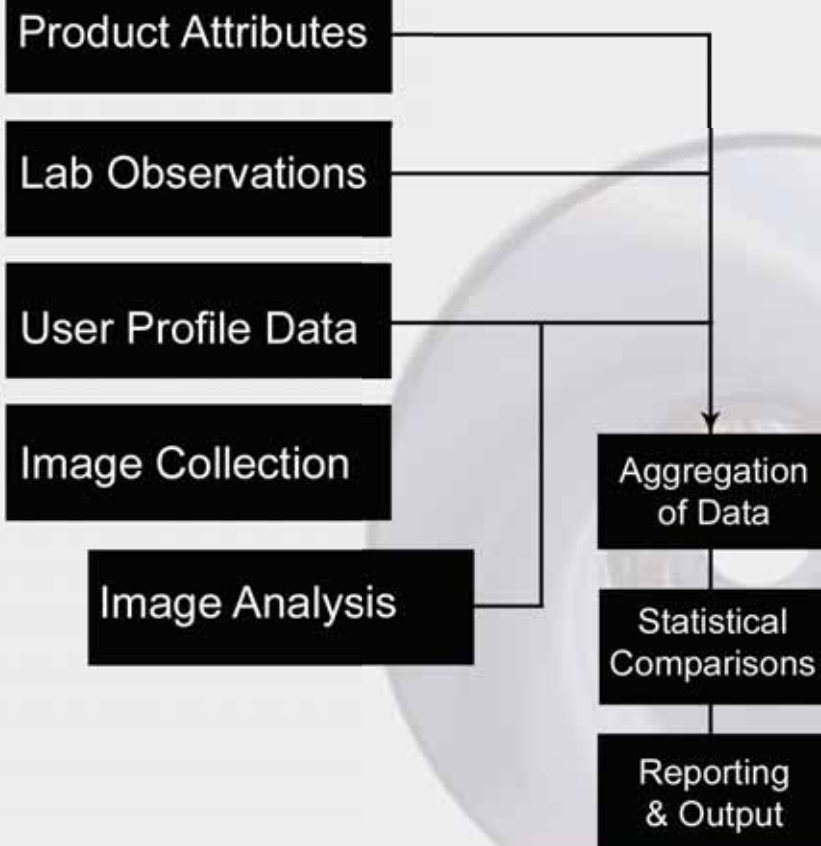 Product Attributes
Lab Observations
User Profile Data
Image Collection
Image Analysis
Aggregation
of Data
Statistical
Comparisons
Reporting
& Output